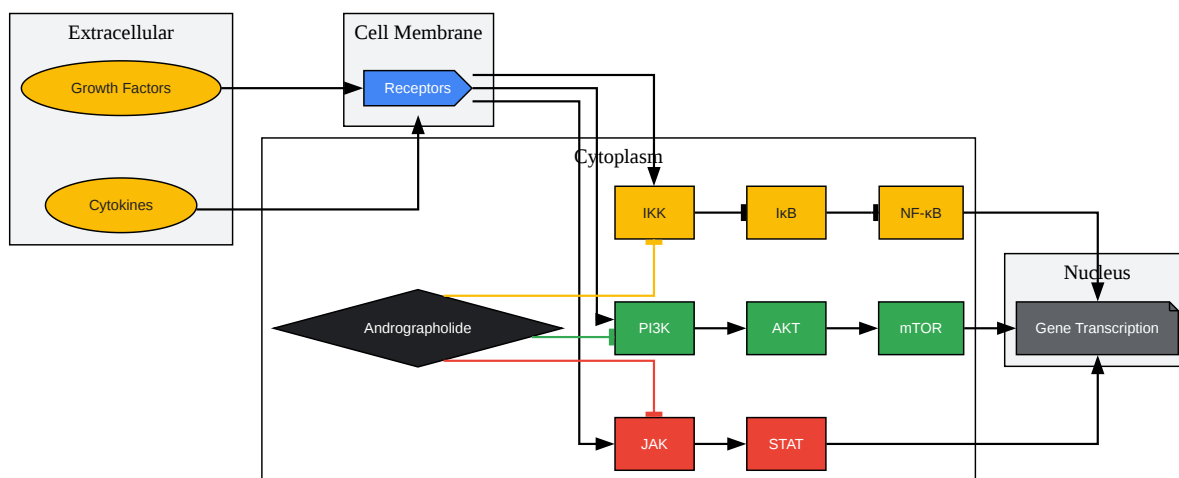 Extracellular
Cell Membrane
Growth Factors
Receptors
Cytoplasm
Cytokines
IKK
IκB
NF-κB
Nucleus
Andrographolide
PI3K
AKT
mTOR
Gene Transcription
JAK
STAT